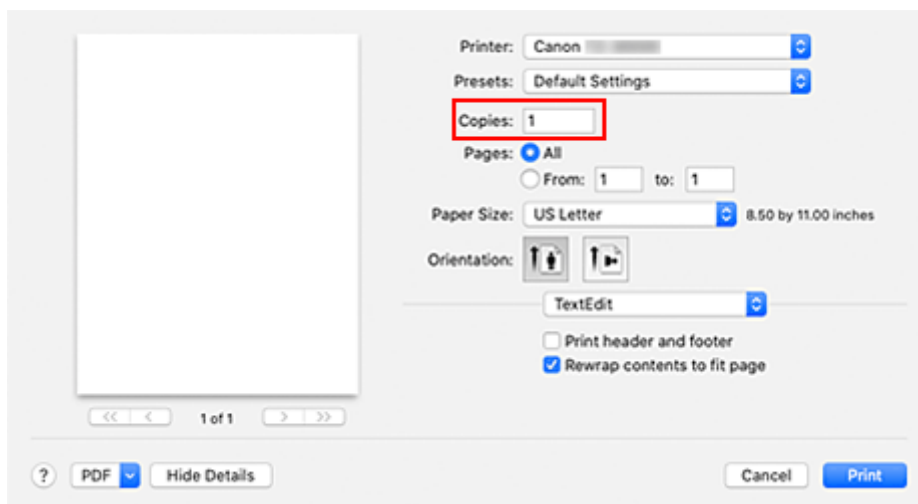 Printer: Canon
Presets: Default Settings
Copies: 1
Pages: All
From: 1 to: 1
Paper Size: US Letter 8.50 by 11.00 inches
Orientation:
TextEdit
Print header and footer
Rewrap contents to fit page
<< < 1 of 1 > >>
? PDF Hide Details Cancel Print